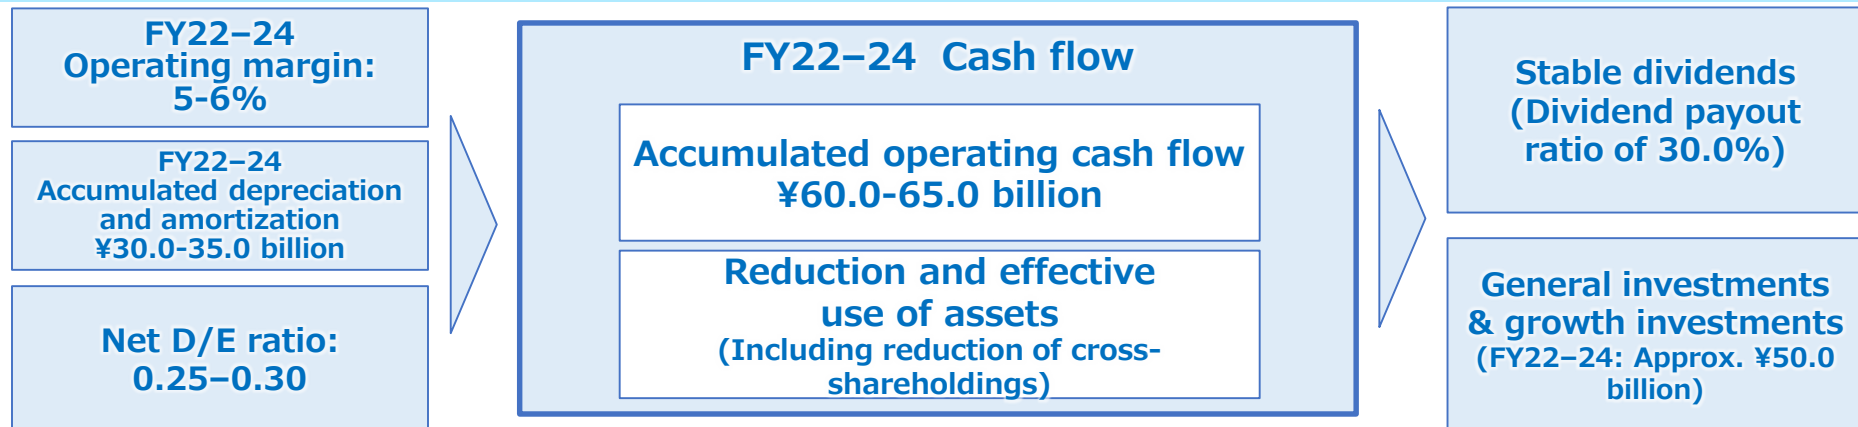 FY22–24
Operating margin:
5-6%
FY22–24
Accumulated depreciation
and amortization
¥30.0-35.0 billion
Net D/E ratio:
0.25–0.30
FY22–24 Cash flow
Accumulated operating cash flow
¥60.0-65.0 billion
Reduction and effective
use of assets
(Including reduction of cross-
shareholdings)
Stable dividends
(Dividend payout
ratio of 30.0%)
General investments
& growth investments
(FY22–24: Approx. ¥50.0
billion)